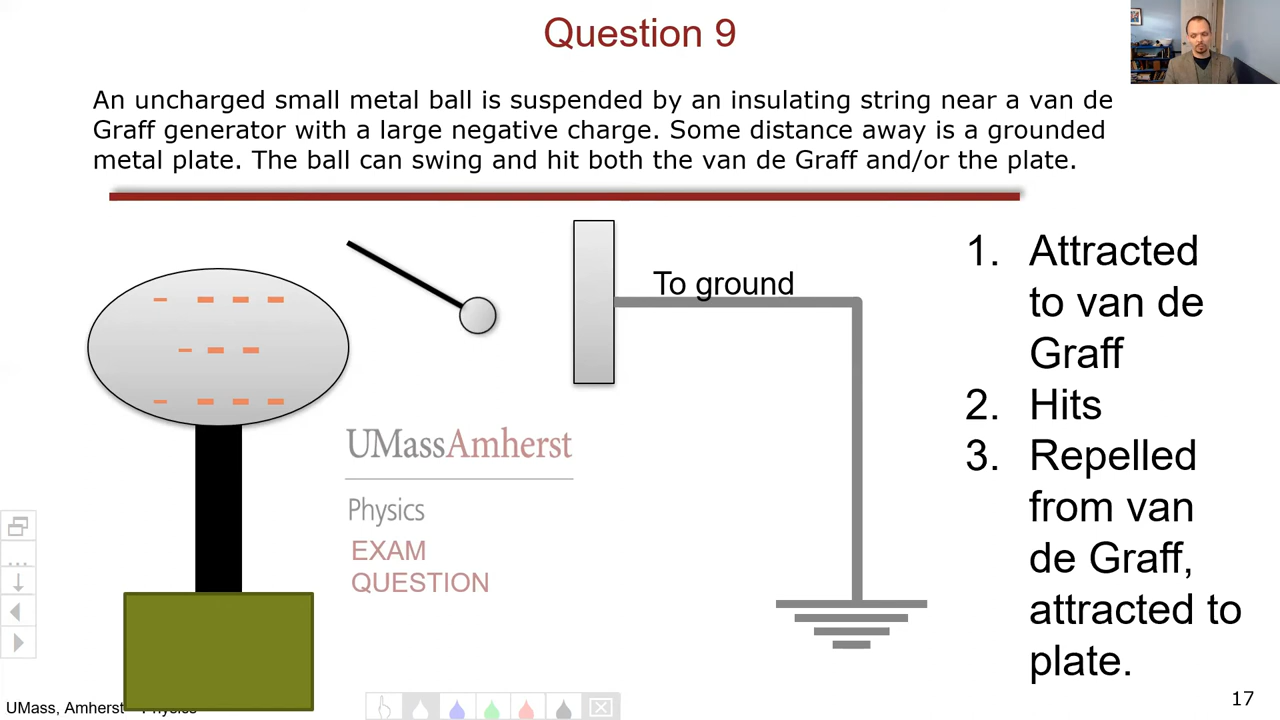 Question 9
An uncharged small metal ball is suspended by an insulating string near a van de
Graff generator with a large negative charge. Some distance away is a grounded
metal plate. The ball can swing and hit both the van de Graff and/or the plate.
To ground
1. Attracted
to van de
Graff
2. Hits
3. Repelled
from van
de Graff,
attracted to
plate.
UMassAmherst
Physics
EXAM
QUESTION
UMass, Amherst Physics
17